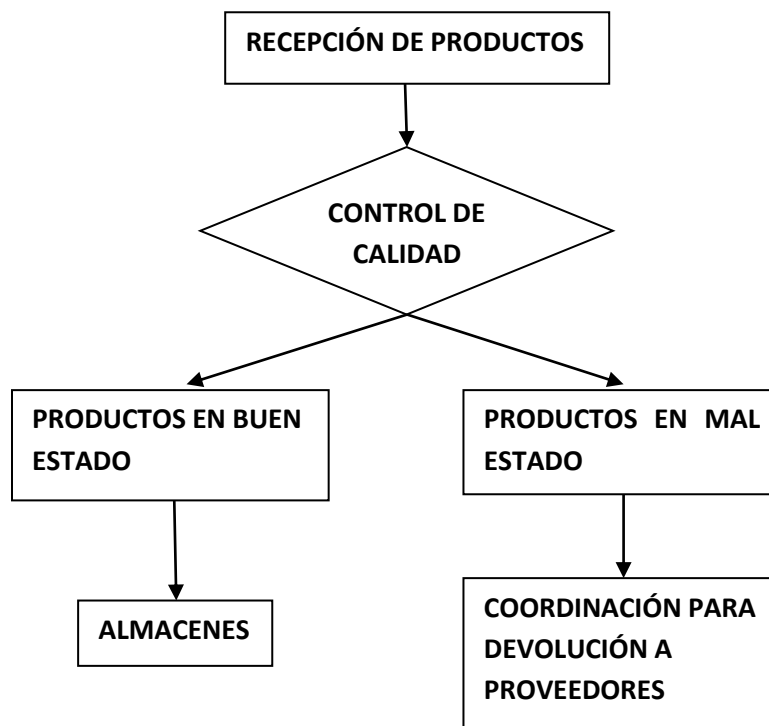 RECEPCIÓN DE PRODUCTOS
CONTROL DE
CALIDAD
PRODUCTOS EN BUEN
ESTADO
PRODUCTOS EN MAL
ESTADO
ALMACENES
COORDINACIÓN PARA
DEVOLUCIÓN A
PROVEEDORES